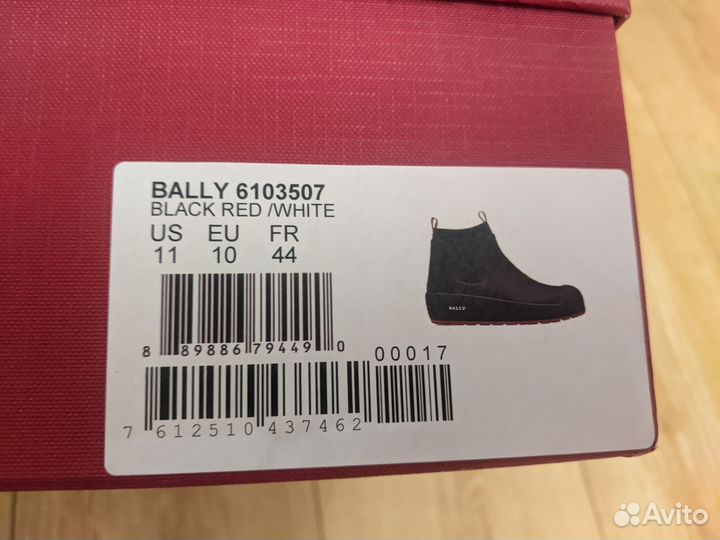 BALLY 6103507
BLACK RED /WHITE
US EU FR
11 10 44
BALLY
8 89886 79449 0
00017
7 612510 437462
Avito